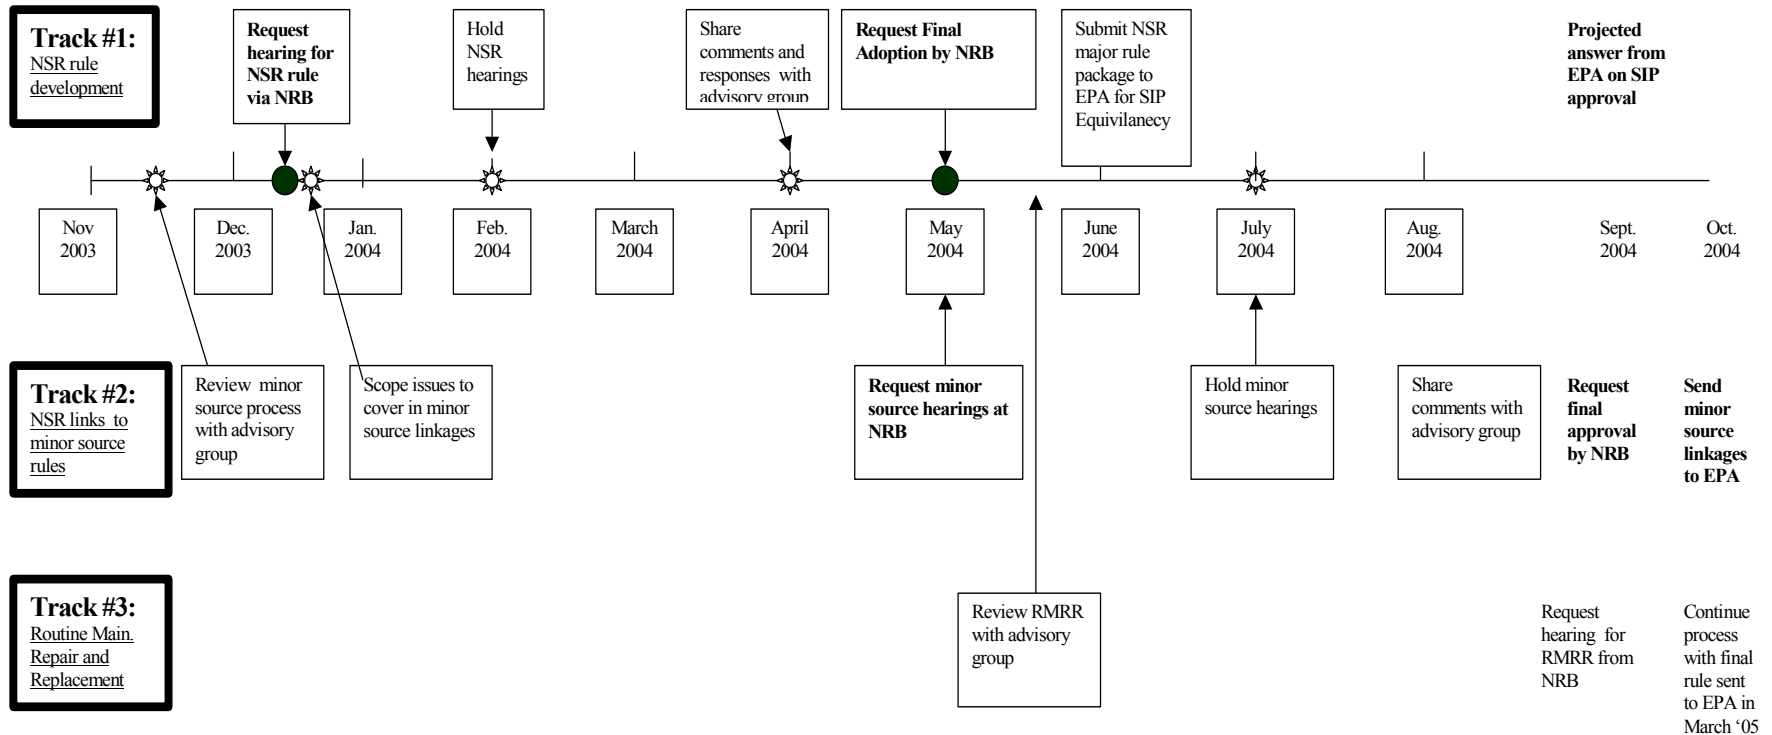 Track #1:
NSR rule
development
Request
hearing for
NSR rule
via NRB
Hold
NSR
hearings
Share
comments and
responses with
advisory group
Request Final
Adoption by NRB
Submit NSR
major rule
package to
EPA for SIP
Equivilanecy
Projected
answer from
EPA on SIP
approval
Nov
2003
Dec.
2003
Jan.
2004
Feb.
2004
March
2004
April
2004
May
2004
June
2004
July
2004
Aug.
2004
Sept.
2004
Oct.
2004
Track #2:
NSR links to
minor source
rules
Review minor
source process
with advisory
group
Scope issues to
cover in minor
source linkages
Request minor
source hearings at
NRB
Hold minor
source hearings
Share
comments with
advisory group
Request
final
approval
by NRB
Send
minor
source
linkages
to EPA
Track #3:
Routine Main.
Repair and
Replacement
Review RMRR
with advisory
group
Request
hearing for
RMRR from
NRB
Continue
process
with final
rule sent
to EPA in
March ‘05